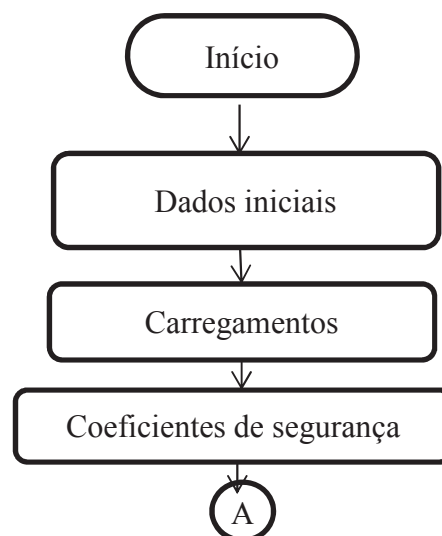 Início
Dados iniciais
Carregamentos
Coeficientes de segurança
A